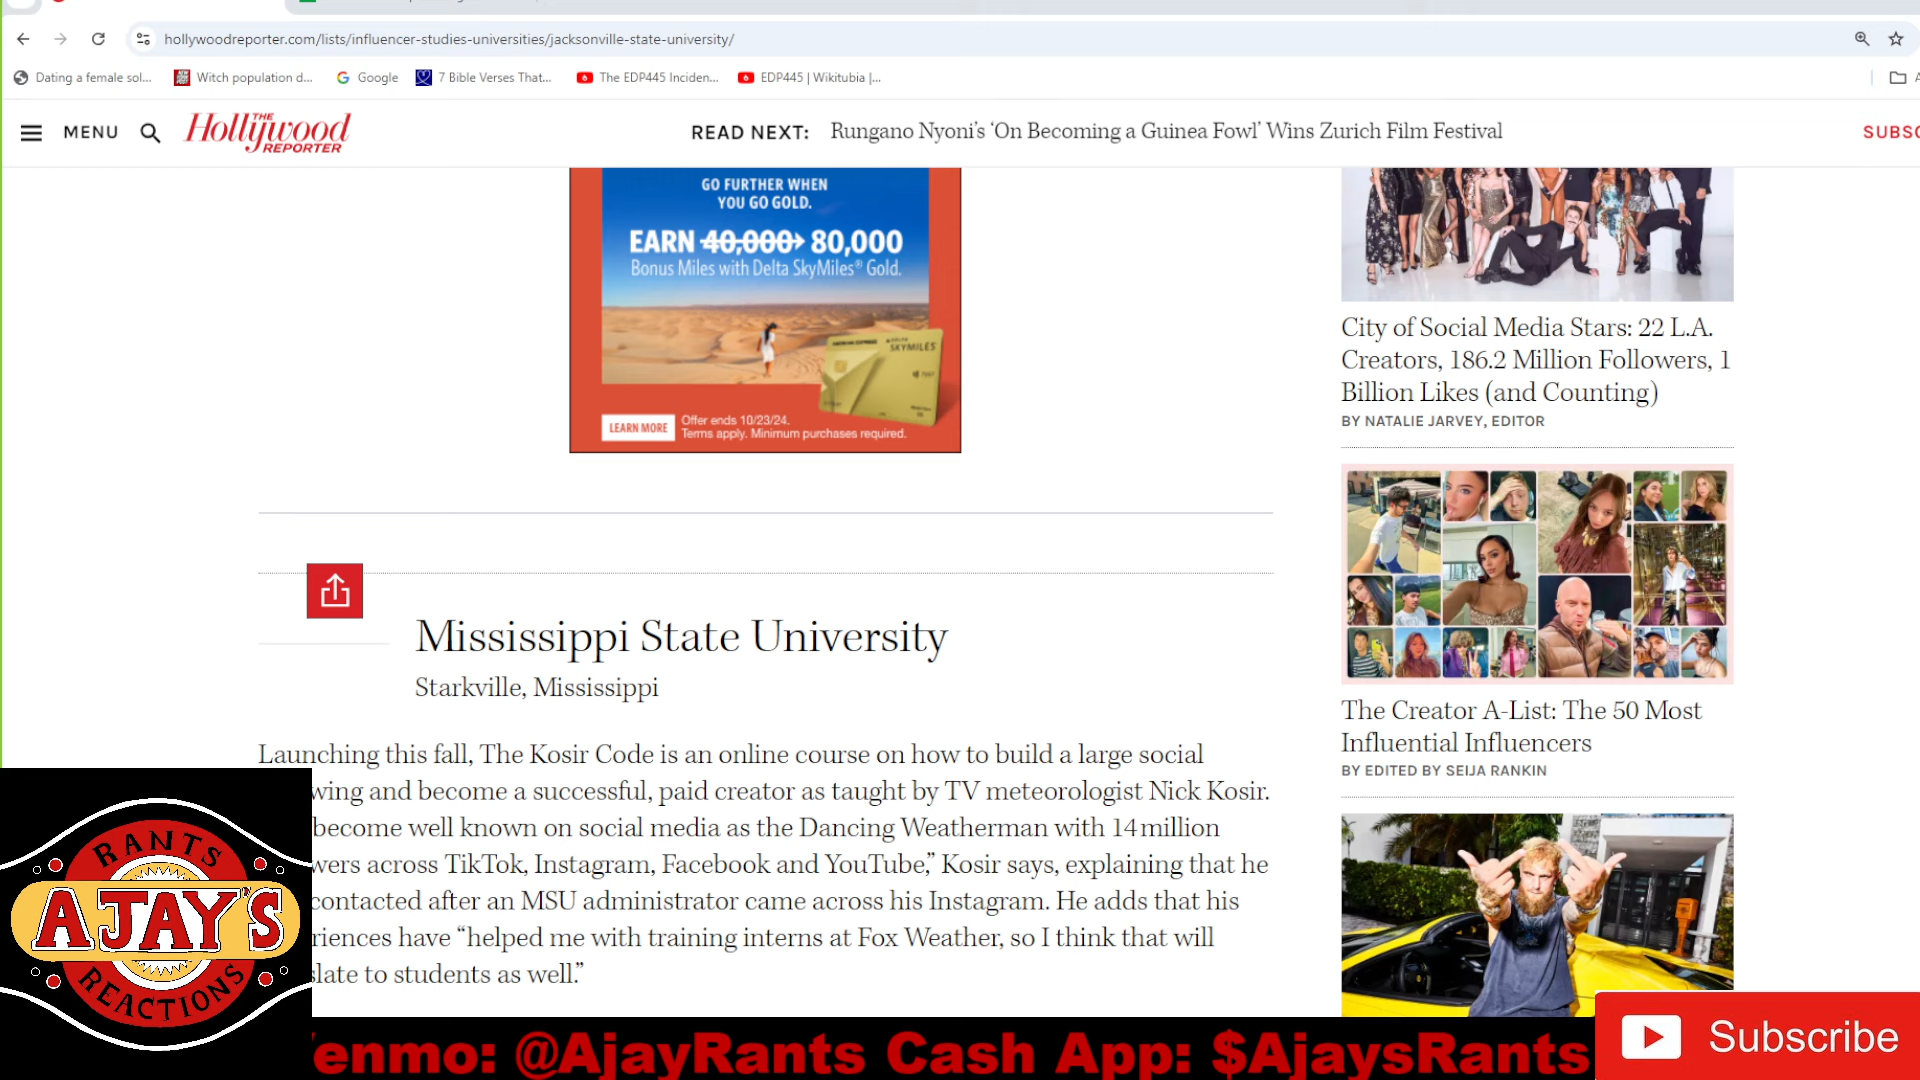 hollywoodreporter.com/lists/influencer-studies-universities/jacksonville-state-university/
Dating a female sol...
Witch population d...
Google
7 Bible Verses That...
The EDP445 Inciden...
EDP445 | Wikitubia |...
MENU
THE
Hollywood
REPORTER
READ NEXT:
Rungano Nyoni's ‘On Becoming a Guinea Fowl’ Wins Zurich Film Festival
SUBSC
GO FURTHER WHEN
YOU GO GOLD.
EARN 40,000 80,000
Bonus Miles with Delta SkyMiles® Gold.
AMERICAN EXPRESS
SKYMILES
LEARN MORE
Offer ends 10/23/24.
Terms apply. Minimum purchases required.
City of Social Media Stars: 22 L.A.
Creators, 186.2 Million Followers, 1
Billion Likes (and Counting)
BY NATALIE JARVEY, EDITOR
The Creator A-List: The 50 Most
Influential Influencers
BY EDITED BY SEIJA RANKIN
Mississippi State University
Starkville, Mississippi
Launching this fall, The Kosir Code is an online course on how to build a large social
wing and become a successful, paid creator as taught by TV meteorologist Nick Kosir.
become well known on social media as the Dancing Weatherman with 14 million
wers across TikTok, Instagram, Facebook and YouTube,” Kosir says, explaining that he
contacted after an MSU administrator came across his Instagram. He adds that his
riences have “helped me with training interns at Fox Weather, so I think that will
slate to students as well.”
RANTS
AJAY'S
REACTIONS
enmo: @AjayRants Cash App: $AjaysRants
Subscribe